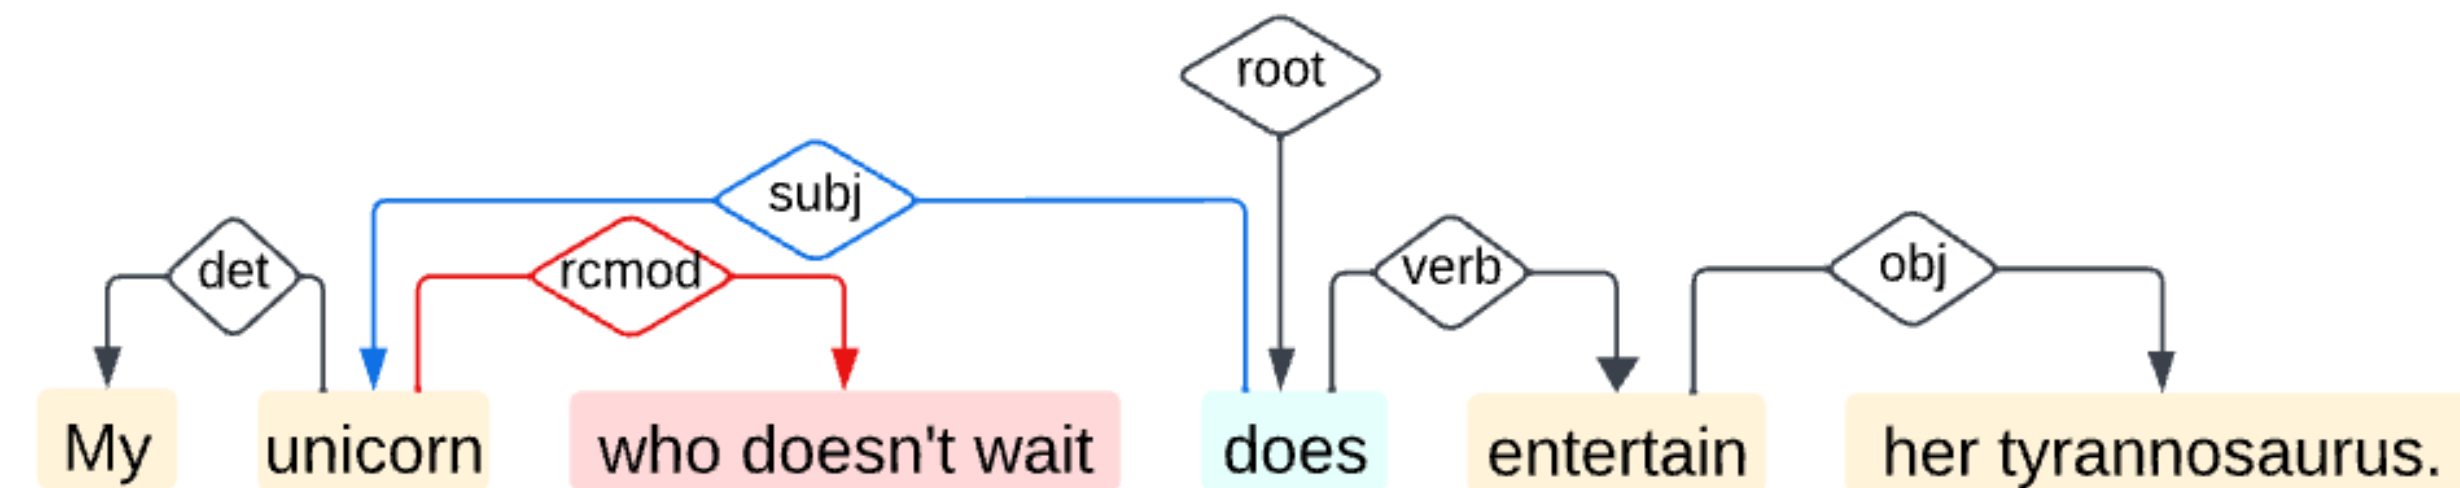 root
subj
det rcmod verb obj
My unicorn who doesn't wait does entertain her tyrannosaurus.